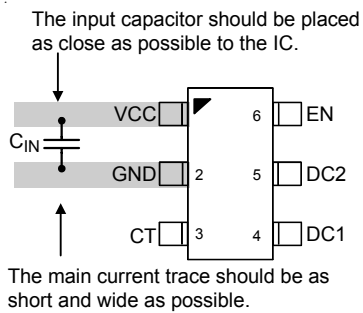 The input capacitor should be placed
as close as possible to the IC.
VCC 6 EN
CIN
GND 2 5 DC2
CT 3 4 DC1
The main current trace should be as
short and wide as possible.